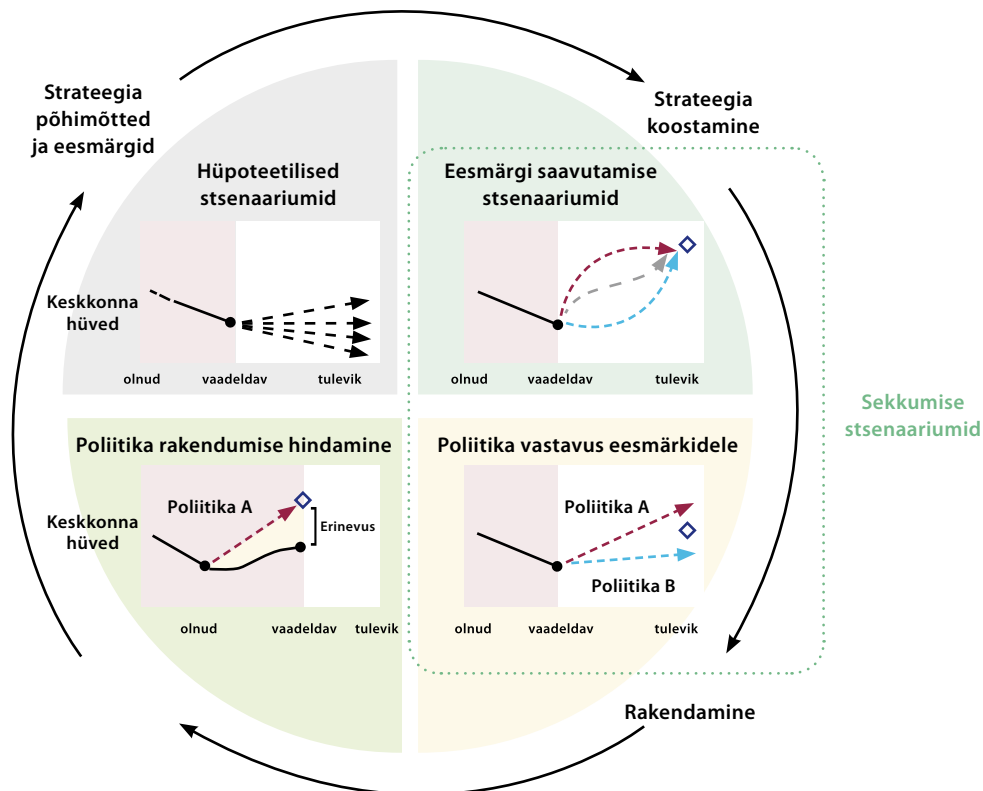 Strateegia
põhimõtted
ja eesmärgid
Strateegia
koostamine
Hüpoteetilised
stsenaariumid
Keskkonna
hüved
olnud
vaadeldav
tulevik
Eesmärgi saavutamise
stsenaariumid
olnud
vaadeldav
tulevik
Sekkumise
stsenaariumid
Poliitika rakendumise hindamine
Keskkonna
hüved
Poliitika A
Erinevus
olnud
vaadeldav
tulevik
Poliitika vastavus eesmärkidele
Poliitika A
Poliitika B
olnud
vaadeldav
tulevik
Rakendamine